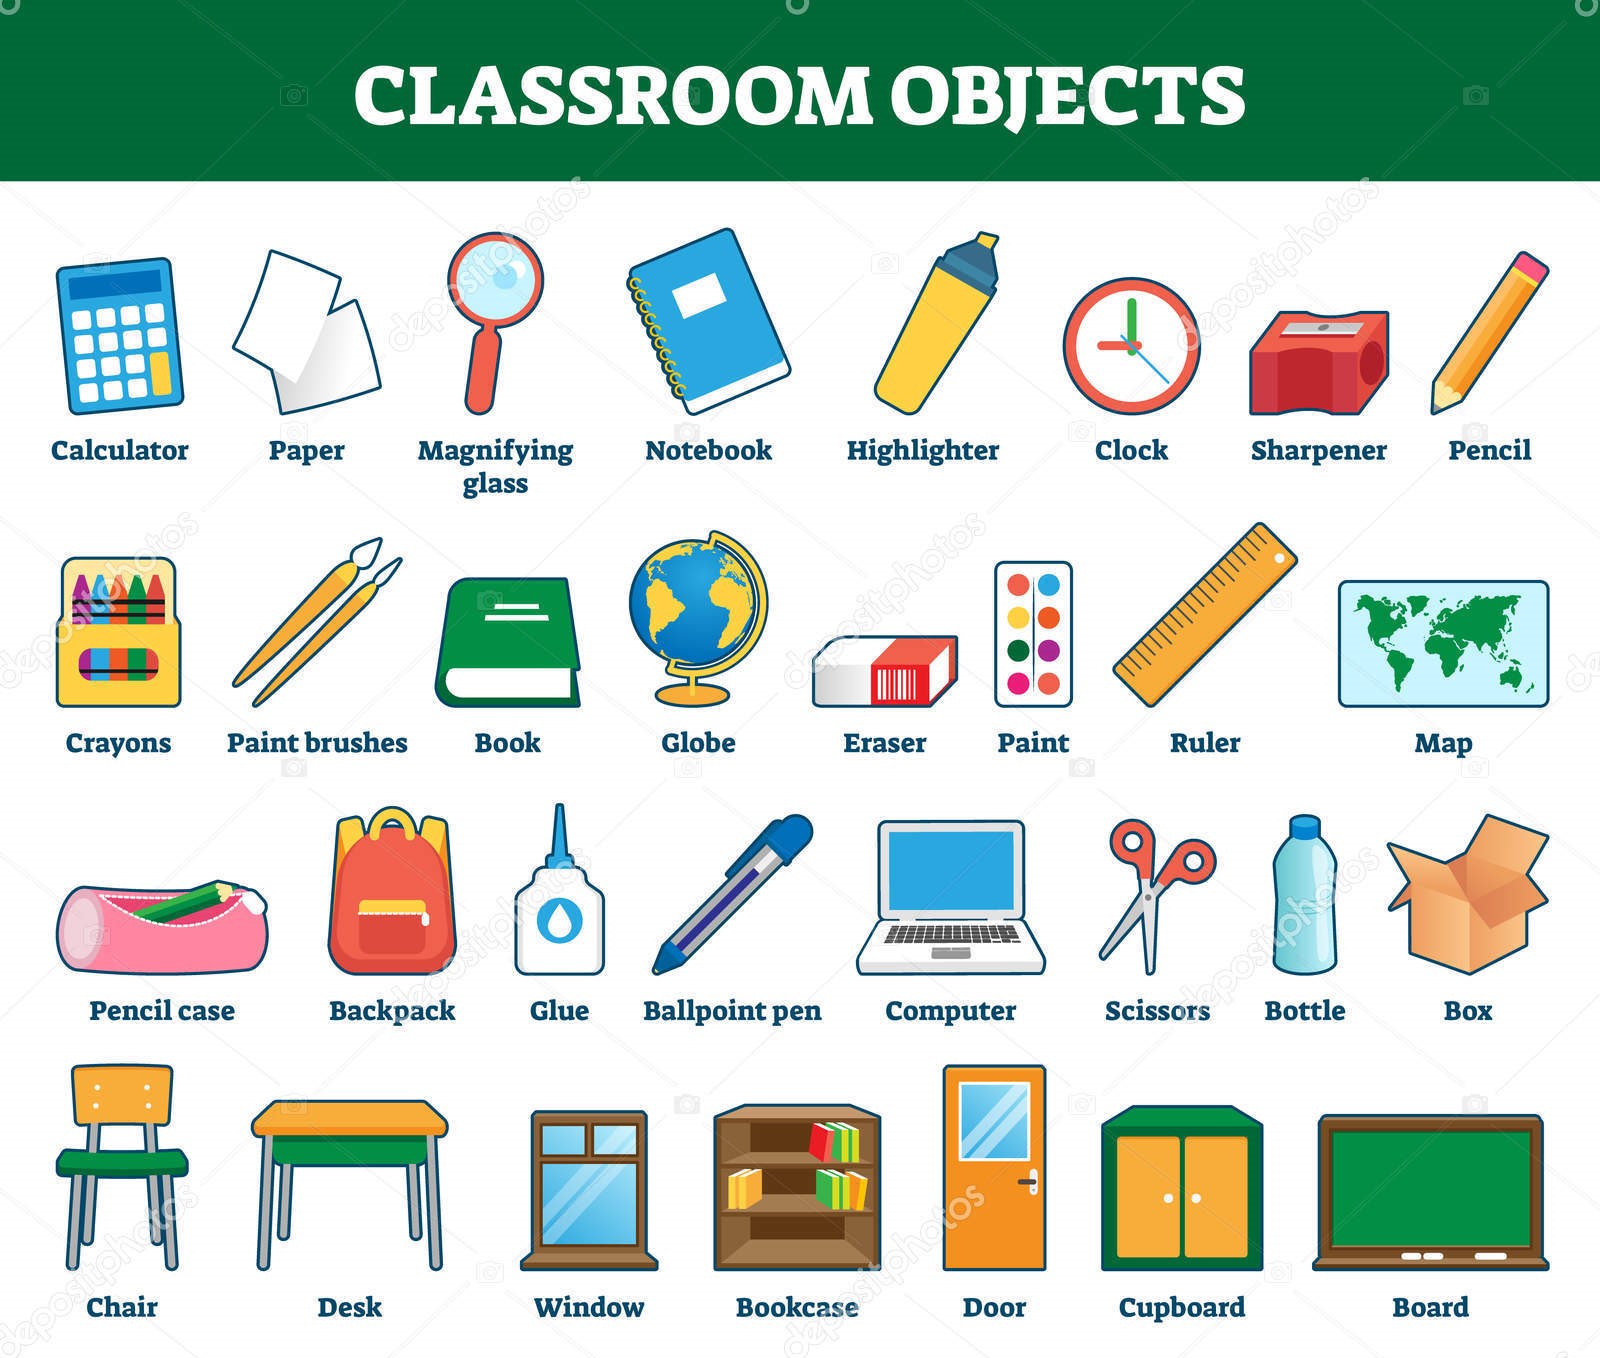 CLASSROOM OBJECTS
Calculator
Paper
Magnifying
glass
Notebook
Highlighter
Clock
Sharpener
Pencil
Crayons
Paint brushes
Book
Globe
Eraser
Paint
Ruler
Map
Pencil case
Backpack
Glue
Ballpoint pen
Computer
Scissors
Bottle
Box
Chair
Desk
Window
Bookcase
Door
Cupboard
Board
depositphotos